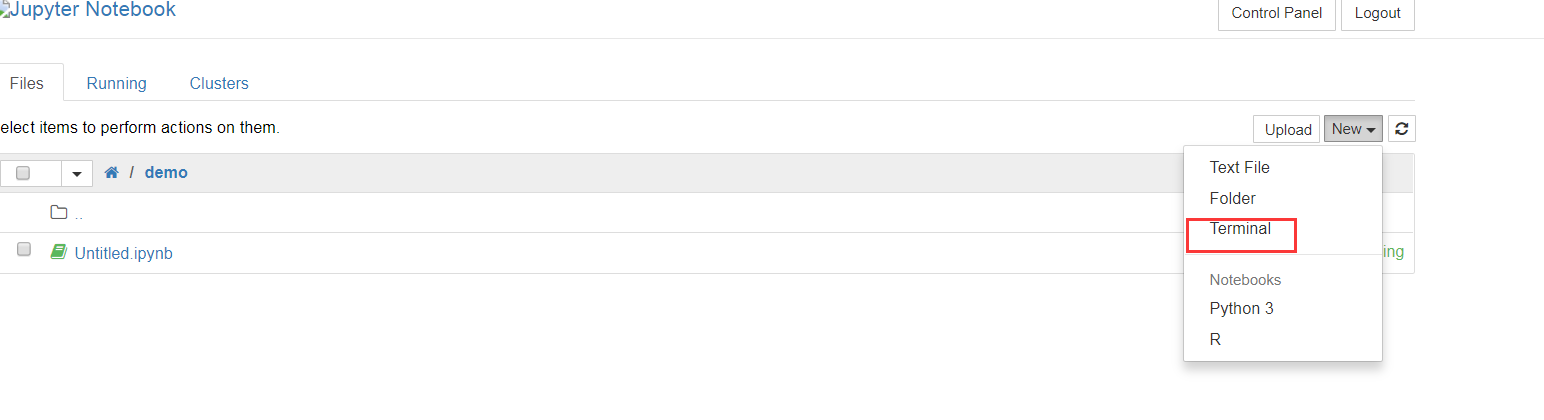 Jupyter Notebook
Control Panel Logout
Files Running Clusters
elect items to perform actions on them.
Upload New
/ demo
..
Untitled.ipynb
ing
Text File
Folder
Terminal
Notebooks
Python 3
R